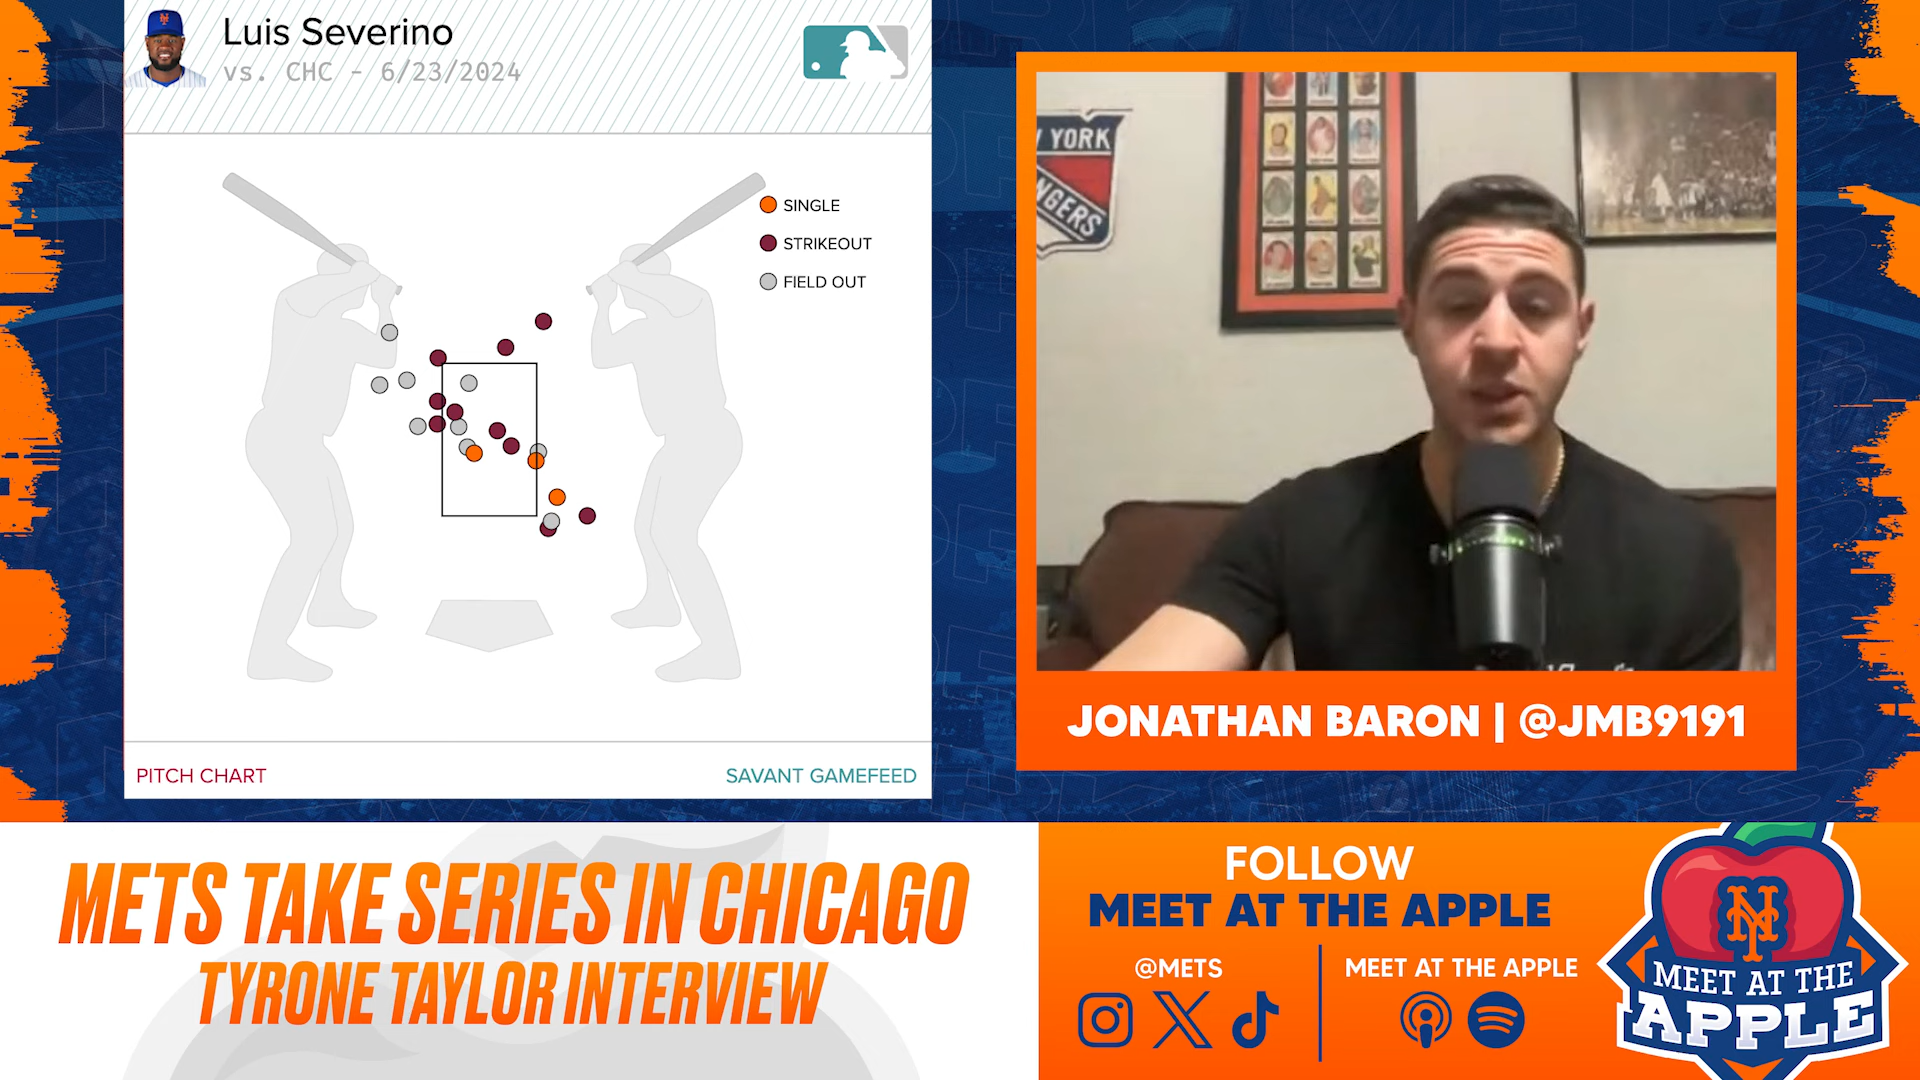 Luis Severino
vs. CHC - 6/23/2024
SINGLE
STRIKEOUT
FIELD OUT
PITCH CHART
SAVANT GAMEFEED
YORK
NGERS
JONATHAN BARON | @JMB9191
METS TAKE SERIES IN CHICAGO
TYRONE TAYLOR INTERVIEW
FOLLOW
MEET AT THE APPLE
@METS
MEET AT THE APPLE
NY
MEET AT THE
APPLE